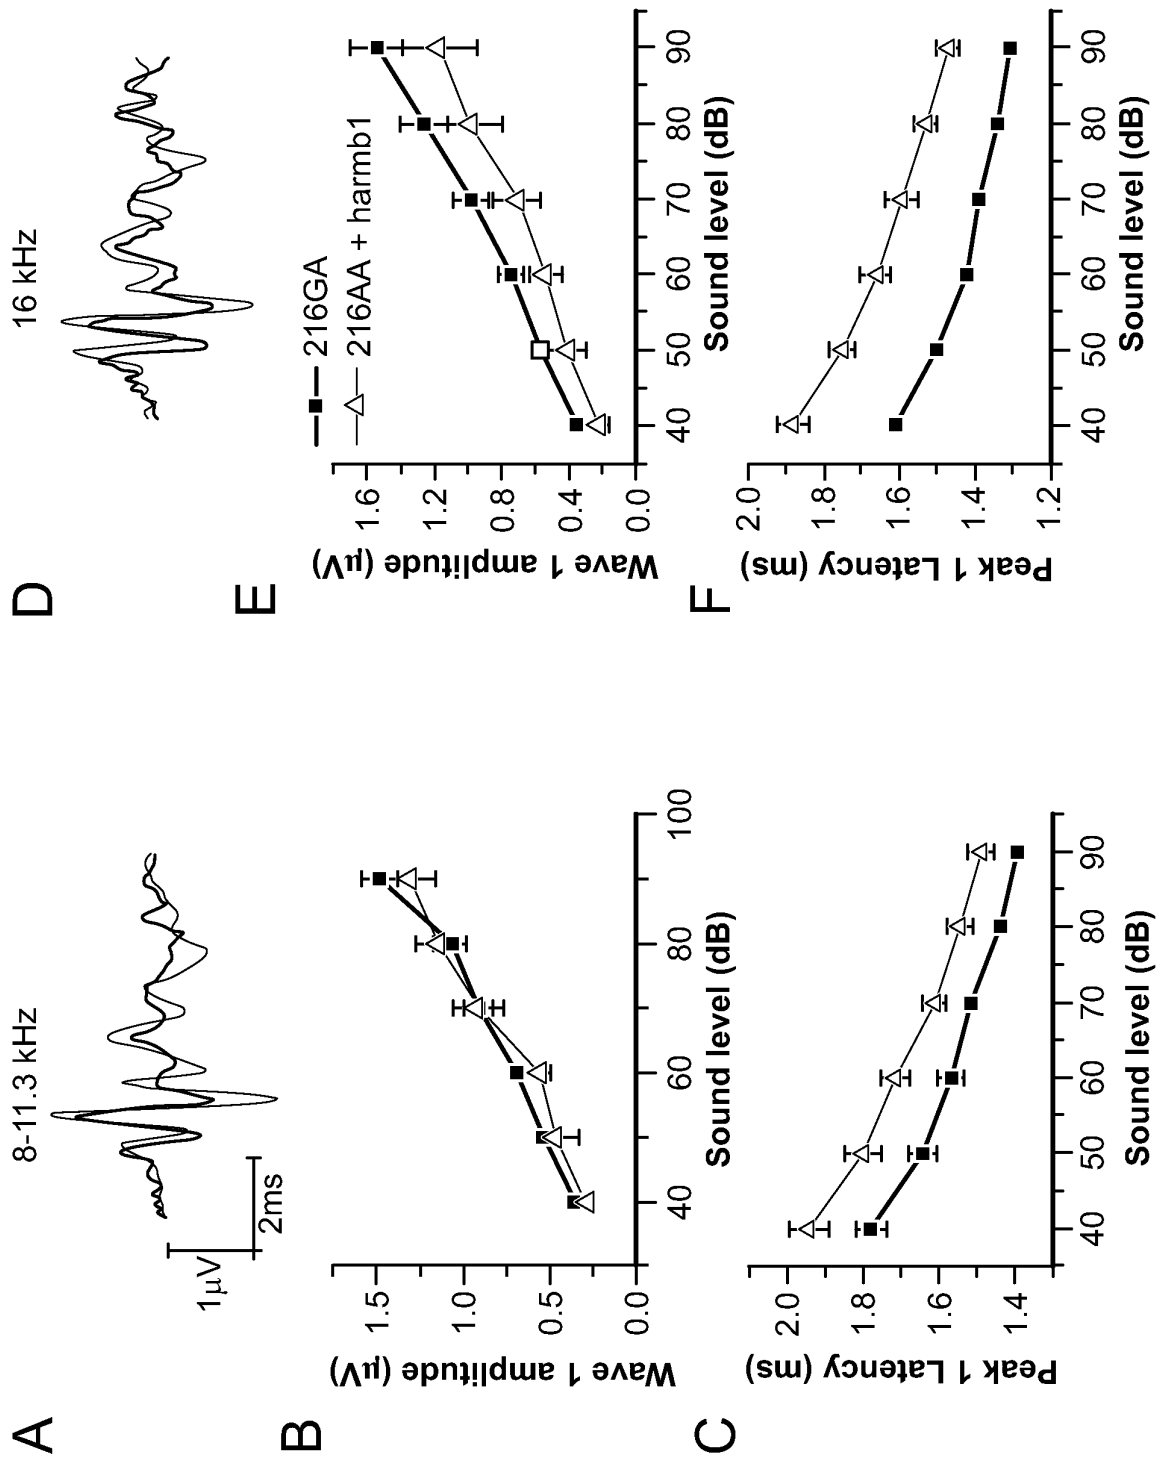 A
8-11.3 kHz
1µV
2ms
B
Wave 1 amplitude (µV)
1.5
1.0
0.5
0.0
40
60
80
100
Sound level (dB)
C
Peak 1 Latency (ms)
2.0
1.8
1.6
1.4
40
50
60
70
80
90
Sound level (dB)
D
16 kHz
E
216GA
216AA + harmb1
Wave 1 amplitude (µV)
1.6
1.2
0.8
0.4
0.0
40
50
60
70
80
90
Sound level (dB)
F
Peak 1 Latency (ms)
2.0
1.8
1.6
1.4
1.2
40
50
60
70
80
90
Sound level (dB)